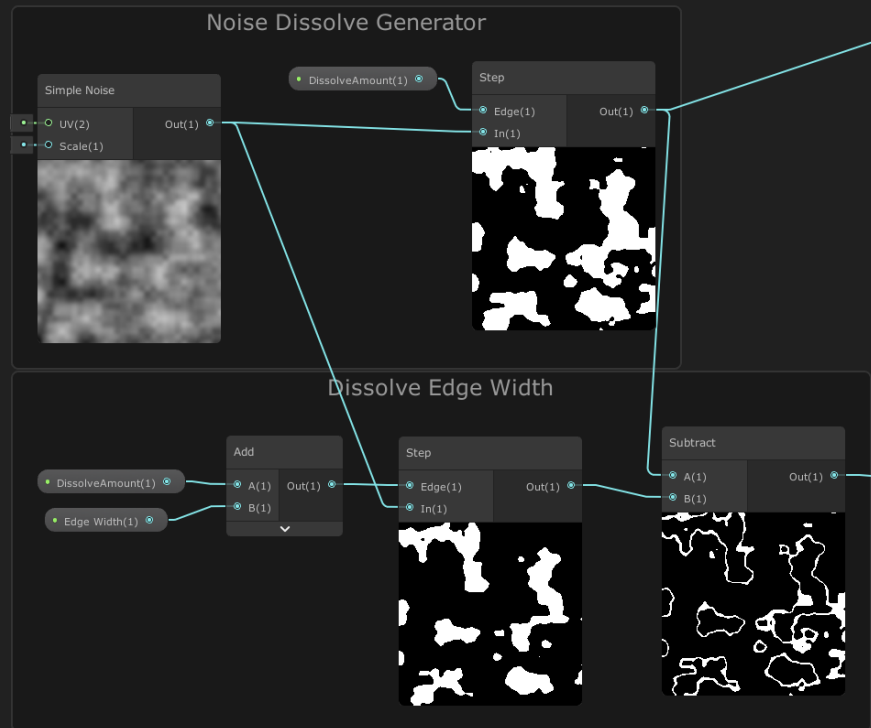 Noise Dissolve Generator
Simple Noise
UV(2)
Out(1)
Scale(1)
DissolveAmount(1)
Step
Edge(1)
Out(1)
In(1)
Dissolve Edge Width
DissolveAmount(1)
Edge Width(1)
Add
A(1)
Out(1)
B(1)
Step
Edge(1)
Out(1)
In(1)
Subtract
A(1)
Out(1)
B(1)